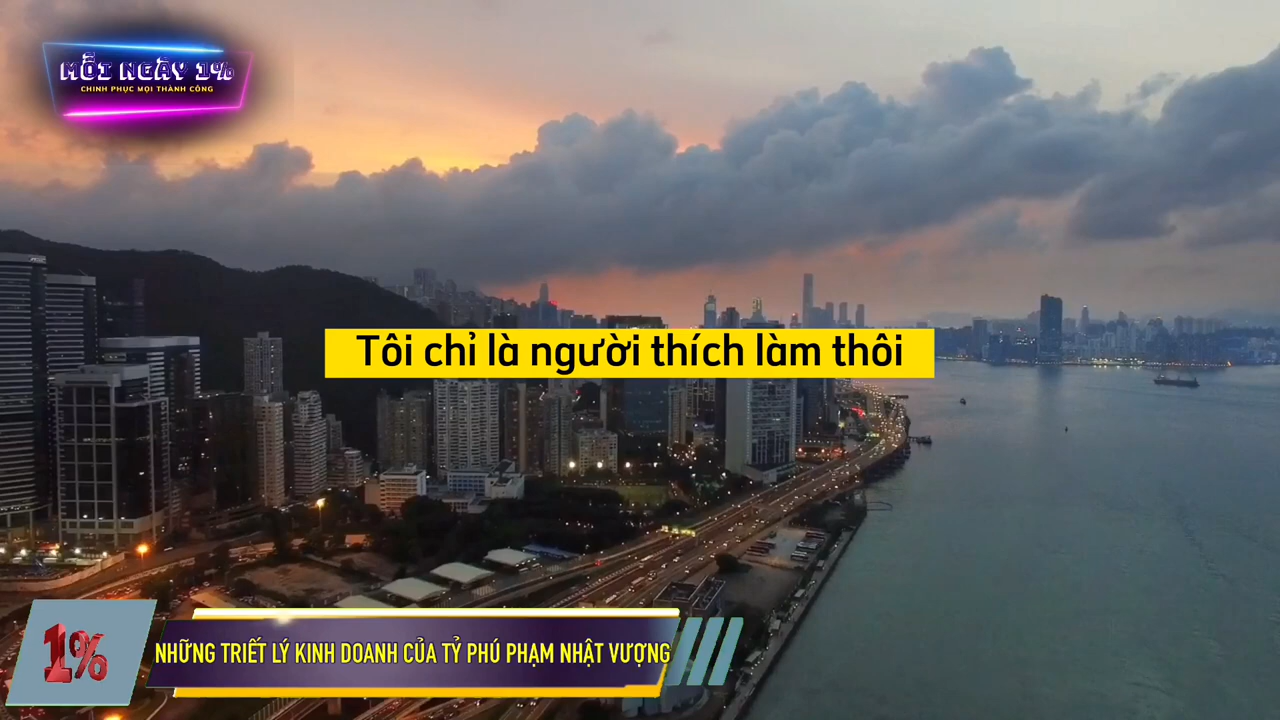 MỖI NGÀY 1%
CHINH PHỤC MỌI THÀNH CÔNG
Tôi chỉ là người thích làm thôi
1%
NHỮNG TRIẾT LÝ KINH DOANH CỦA TỶ PHÚ PHẠM NHẬT VƯỢNG